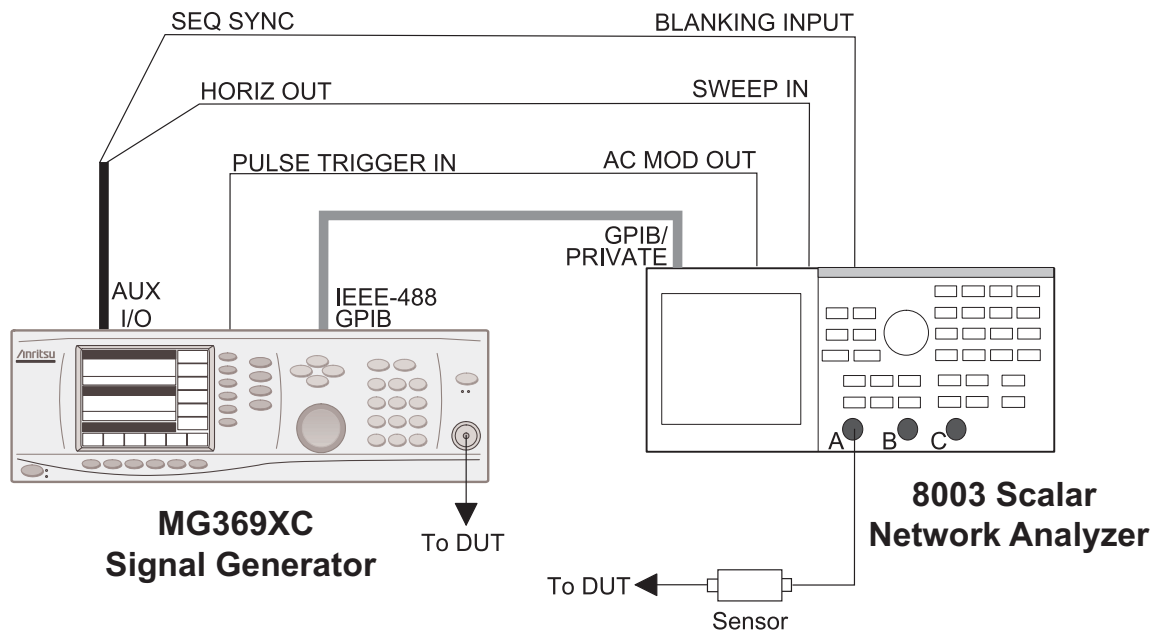 SEQ SYNC
BLANKING INPUT
HORIZ OUT
SWEEP IN
PULSE TRIGGER IN
AC MOD OUT
GPIB/
PRIVATE
AUX
I/O
IEEE-488
GPIB
Anritsu
A
B
C
MG369XC
Signal Generator
To DUT
8003 Scalar
Network Analyzer
To DUT
Sensor